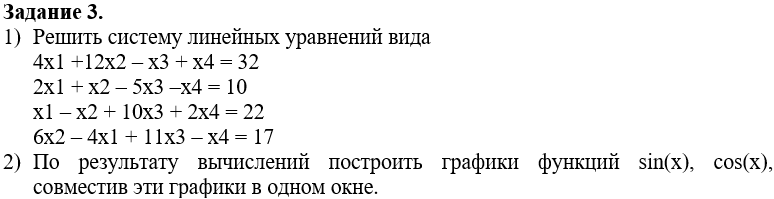 Задание 3.
1) Решить систему линейных уравнений вида
4x1 +12x2 – x3 + x4 = 32
2x1 + x2 – 5x3 –x4 = 10
x1 – x2 + 10x3 + 2x4 = 22
6x2 – 4x1 + 11x3 – x4 = 17
2) По результату вычислений построить графики функций sin(x), cos(x),
совместив эти графики в одном окне.